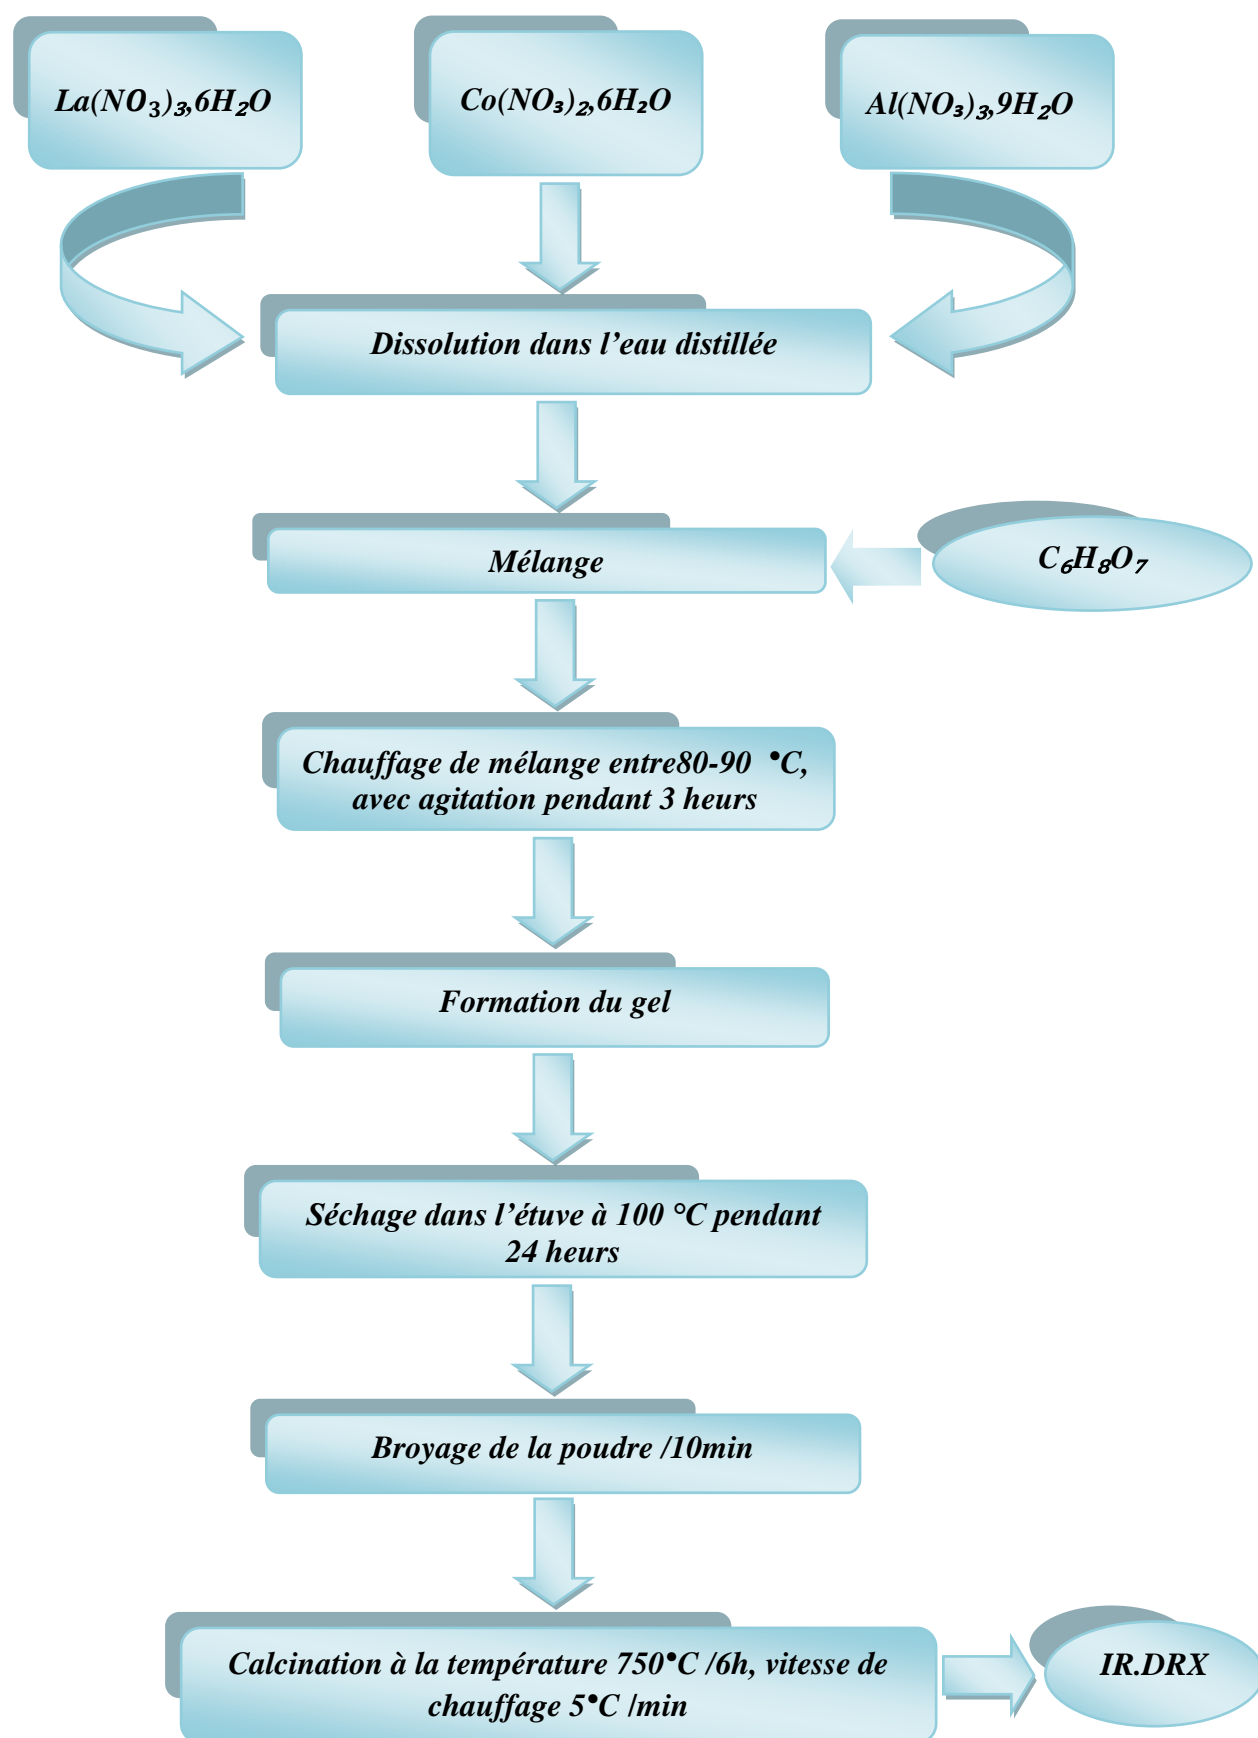 La(NO₃)₃,6H₂O
Co(NO₃)₂,6H₂O
Al(NO₃)₃,9H₂O
Dissolution dans l’eau distillée
Mélange
C₆H₈O₇
Chauffage de mélange entre80-90 •C,
avec agitation pendant 3 heurs
Formation du gel
Séchage dans l’étuve à 100 °C pendant
24 heurs
Broyage de la poudre /10min
Calcination à la température 750•C /6h, vitesse de
chauffage 5•C /min
IR.DRX